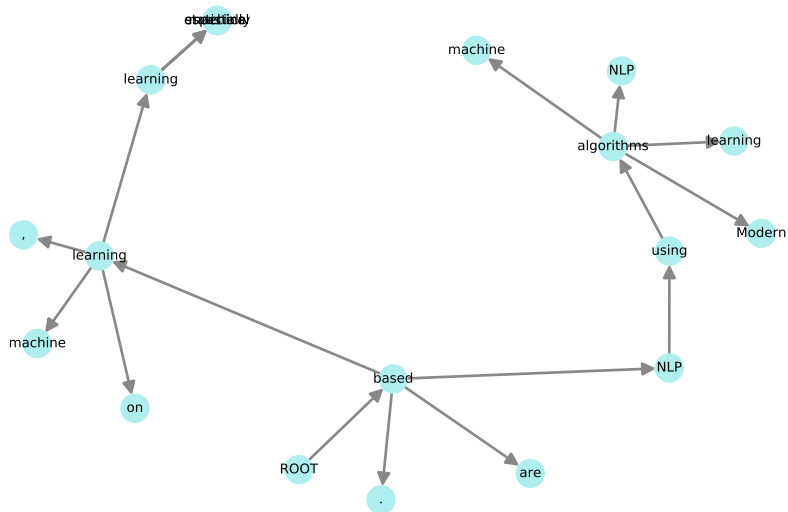 machine
NLP
learning
algorithms
learning
Modern
,
learning
using
machine
NLP
based
on
ROOT
are
.